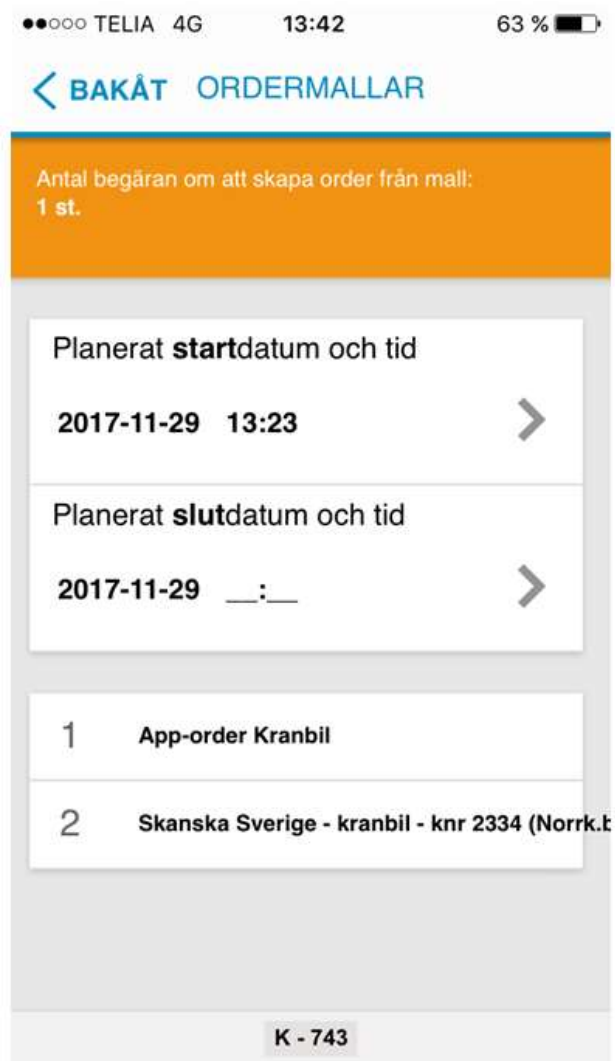 TELIA 4G 13:42 63 %
BAKÅT ORDERMALLAR
Antal begäran om att skapa order från mall:
1 st.
Planerat startdatum och tid
2017-11-29 13:23
Planerat slutdatum och tid
2017-11-29 __:__
1 App-order Kranbil
2 Skanska Sverige - kranbil - knr 2334 (Norrk.
K - 743